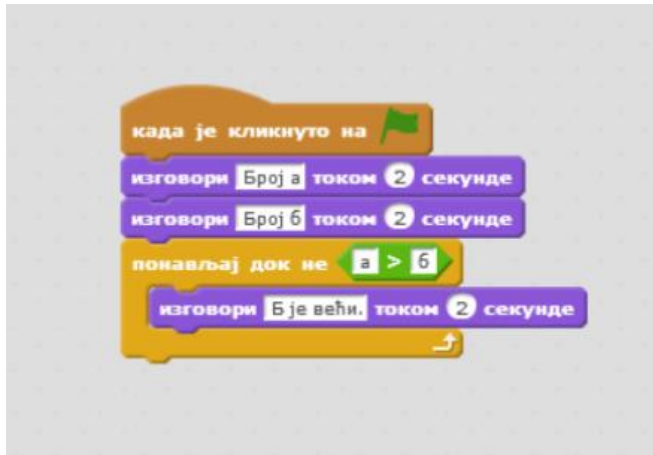 када је кликнуто на
изговори Број а током 2 секунде
изговори Број б током 2 секунде
понављај док не а > б
изговори Б је већи. током 2 секунде